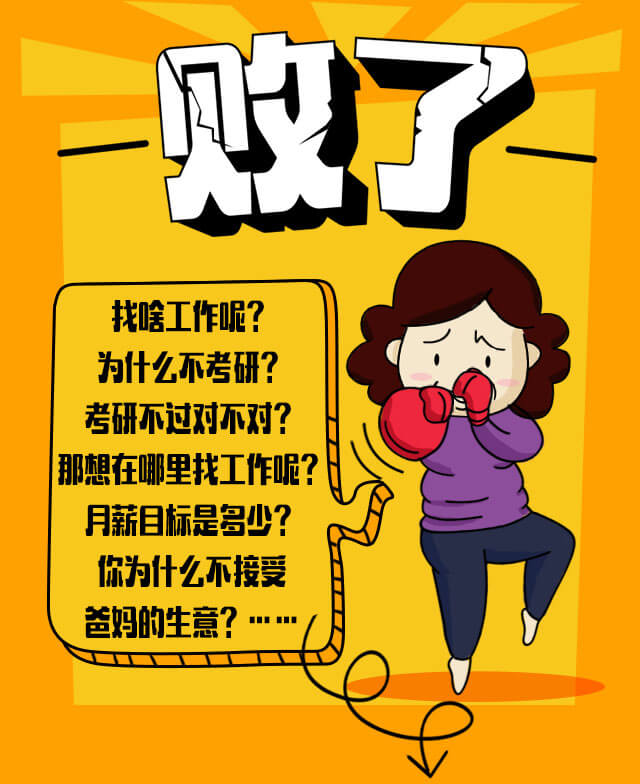 败了
找啥工作呢？
为什么不考研？
考研不过对不对？
那想在哪里找工作呢？
月薪目标是多少？
你为什么不接受
爸妈的生意？……